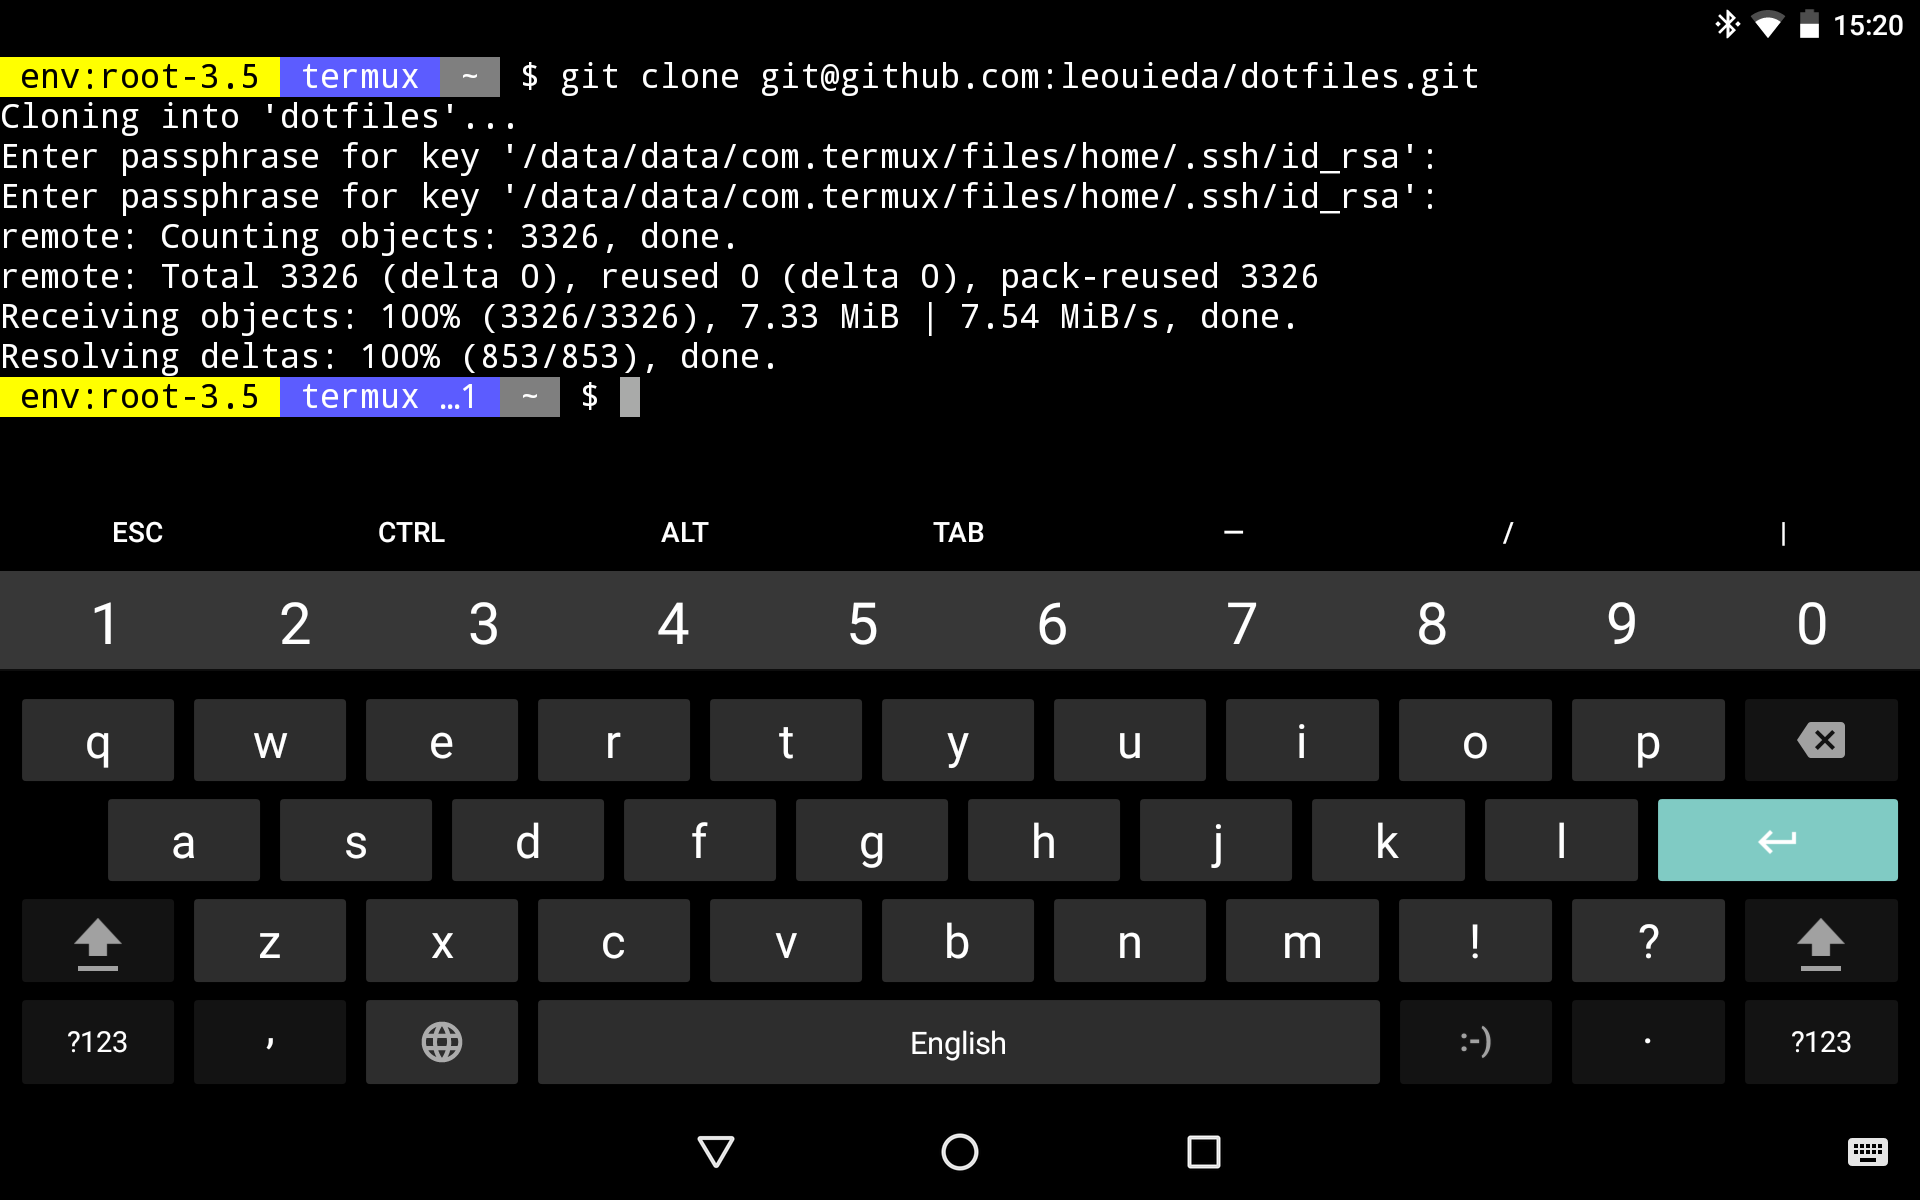 15:20
env:root-3.5 termux ~ $ git clone git@github.com:leouieda/dotfiles.git
Cloning into 'dotfiles'...
Enter passphrase for key '/data/data/com.termux/files/home/.ssh/id_rsa':
Enter passphrase for key '/data/data/com.termux/files/home/.ssh/id_rsa':
remote: Counting objects: 3326, done.
remote: Total 3326 (delta 0), reused 0 (delta 0), pack-reused 3326
Receiving objects: 100% (3326/3326), 7.33 MiB | 7.54 MiB/s, done.
Resolving deltas: 100% (853/853), done.
env:root-3.5 termux …1 ~ $
ESC CTRL ALT TAB — / |
1 2 3 4 5 6 7 8 9 0
q w e r t y u i o p
a s d f g h j k l
z x c v b n m ! ?
?123 , English :-) . ?123